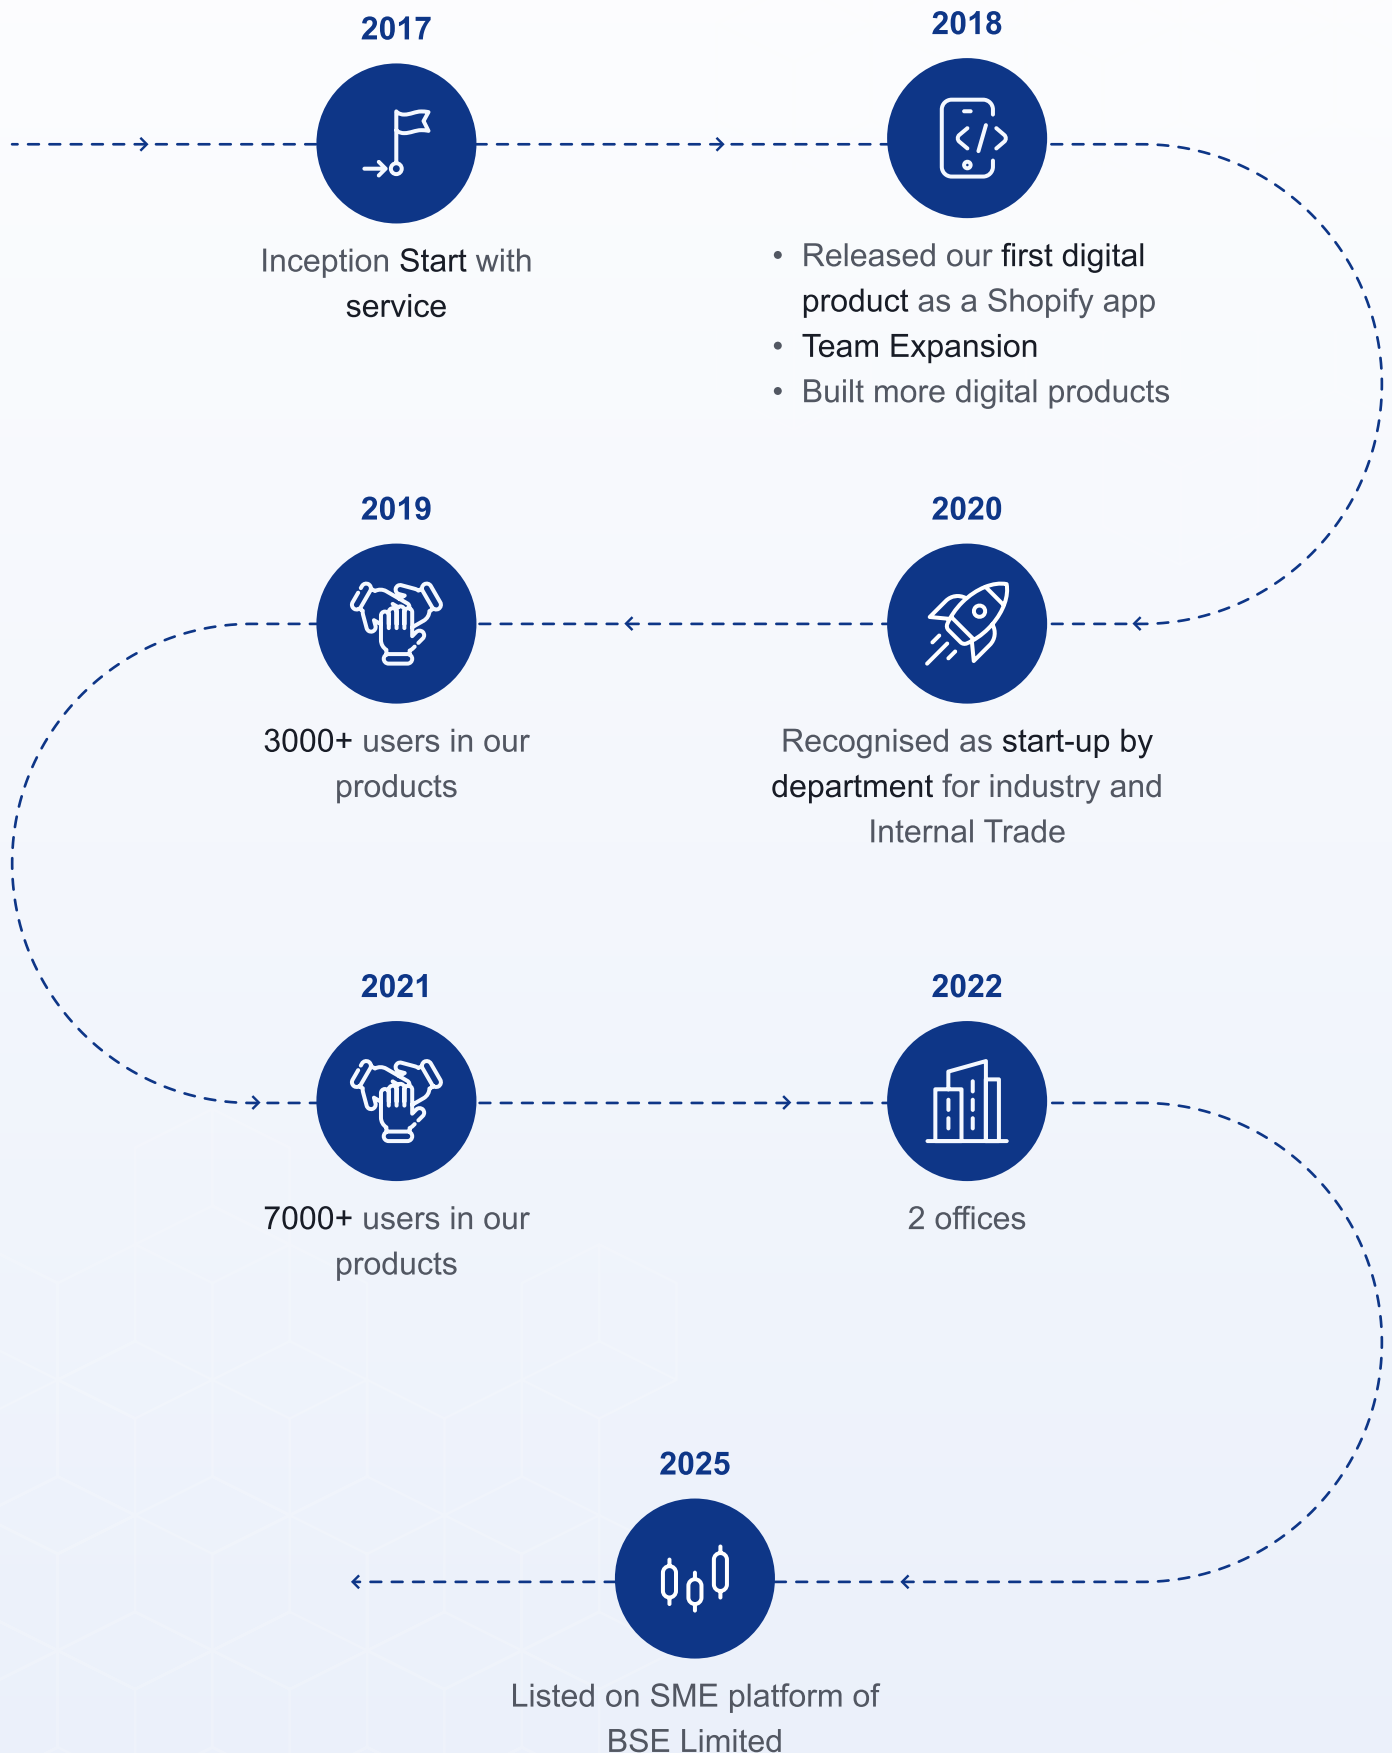 2017
Inception Start with
service
2018
• Released our first digital
product as a Shopify app
• Team Expansion
• Built more digital products
2019
3000+ users in our
products
2020
Recognised as start-up by
department for industry and
Internal Trade
2021
7000+ users in our
products
2022
2 offices
2025
Listed on SME platform of
BSE Limited